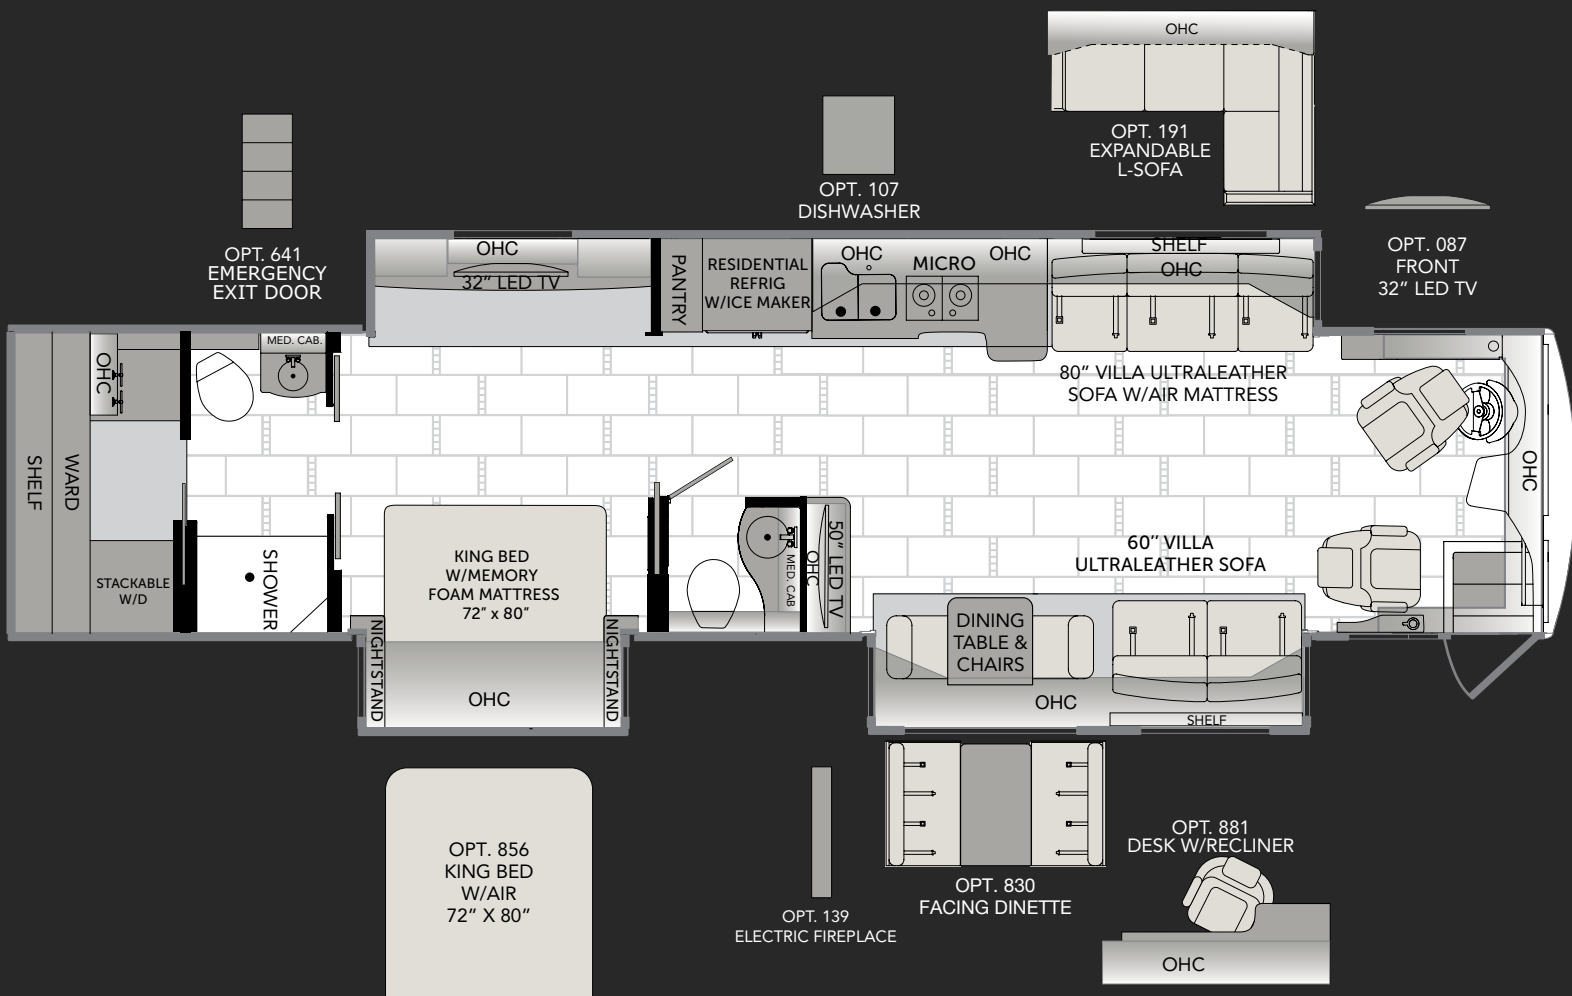 OHC
OPT. 191
EXPANDABLE
L-SOFA
OPT. 107
DISHWASHER
OPT. 641
EMERGENCY
EXIT DOOR
OPT. 087
FRONT
32” LED TV
OHC
32” LED TV
PANTRY
RESIDENTIAL
REFRIG
W/ICE MAKER
OHC
MICRO
OHC
SHELF
OHC
80” VILLA ULTRALEATHER
SOFA W/AIR MATTRESS
MED. CAB.
OHC
SHELF
WARD
STACKABLE
W/D
SHOWER
KING BED
W/MEMORY
FOAM MATTRESS
72” x 80”
NIGHTSTAND
NIGHTSTAND
OHC
MED. CAB
OHC
50” LED TV
60” VILLA
ULTRALEATHER SOFA
OHC
DINING
TABLE &
CHAIRS
OHC
SHELF
OPT. 856
KING BED
W/AIR
72” X 80”
OPT. 139
ELECTRIC FIREPLACE
OPT. 830
FACING DINETTE
OPT. 881
DESK W/RECLINER
OHC